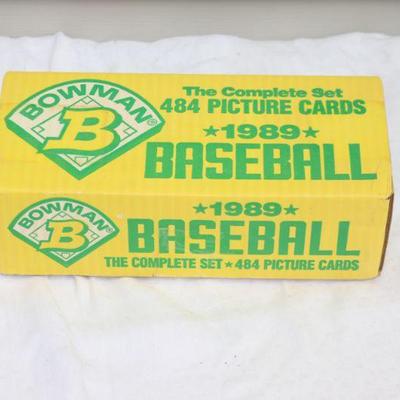 BOWMAN®
B
The Complete Set
484 PICTURE CARDS
★1989★
BASEBALL
BOWMAN®
B
★1989★
BASEBALL
THE COMPLETE SET ★ 484 PICTURE CARDS